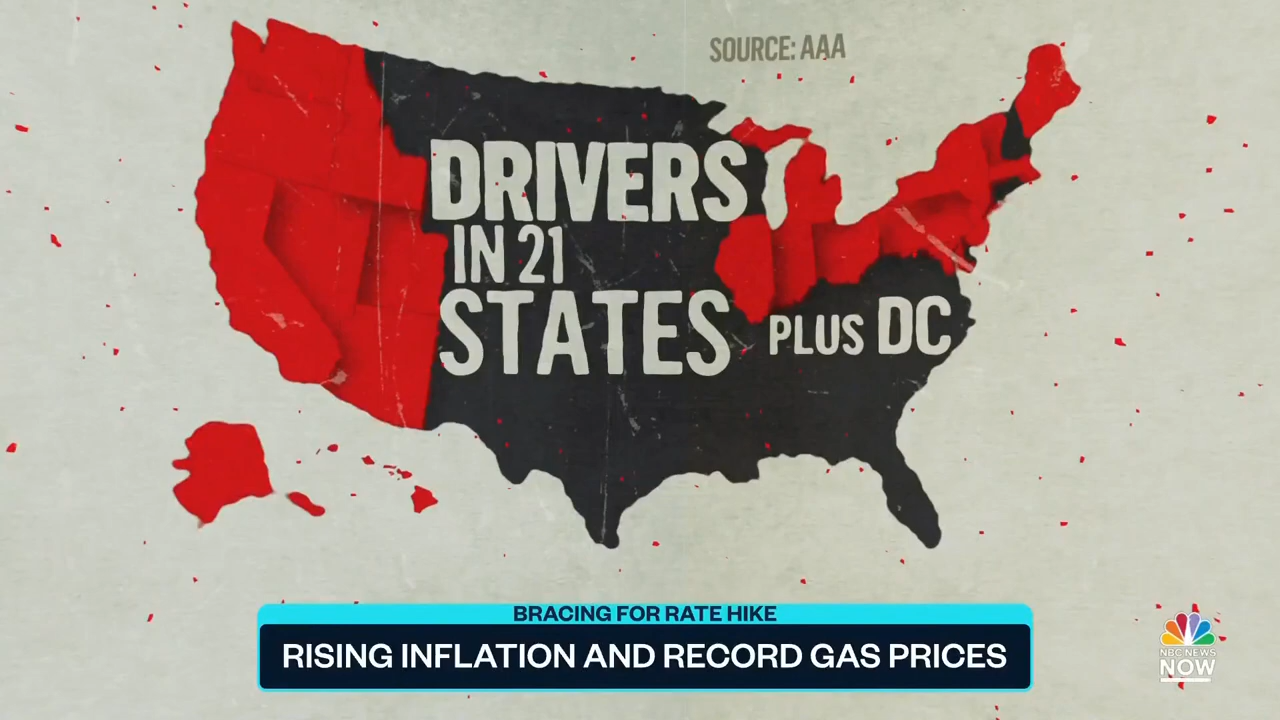 SOURCE: AAA
DRIVERS
IN 21
STATES
PLUS DC
BRACING FOR RATE HIKE
RISING INFLATION AND RECORD GAS PRICES
NBC NEWS
NOW